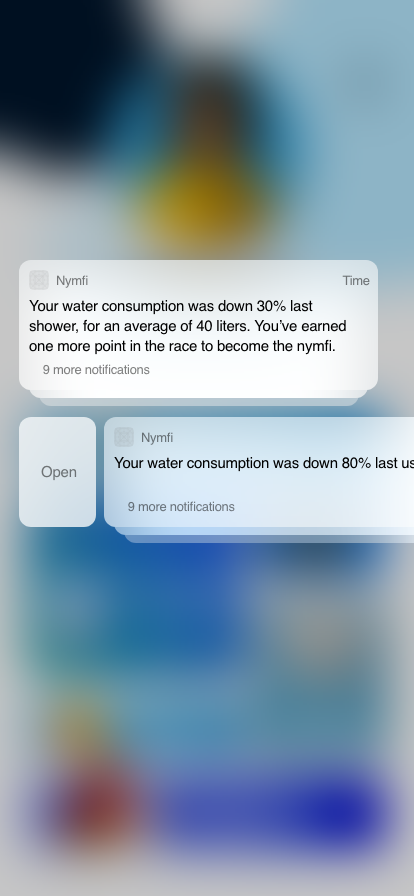 Nymfi Time
Your water consumption was down 30% last
shower, for an average of 40 liters. You’ve earned
one more point in the race to become the nymfi.
9 more notifications
Nymfi
Open
Your water consumption was down 80% last us
9 more notifications